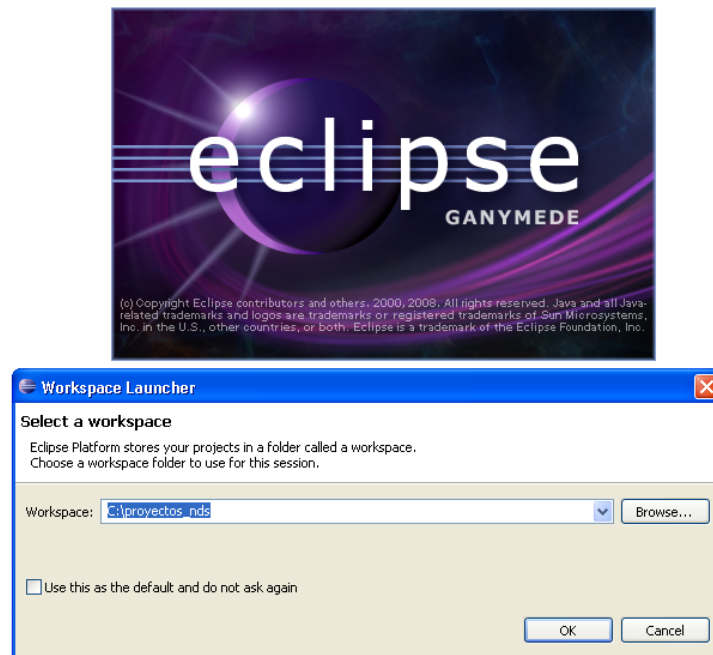 eclipse
GANYMEDE
(c) Copyright Eclipse contributors and others. 2000, 2008. All rights reserved. Java and all Java-
related trademarks and logos are trademarks or registered trademarks of Sun Microsystems,
Inc. in the U.S., other countries, or both. Eclipse is a trademark of the Eclipse Foundation, Inc.
Workspace Launcher
Select a workspace
Eclipse Platform stores your projects in a folder called a workspace.
Choose a workspace folder to use for this session.
Workspace: C:\proyectos_nds Browse...
Use this as the default and do not ask again
OK Cancel